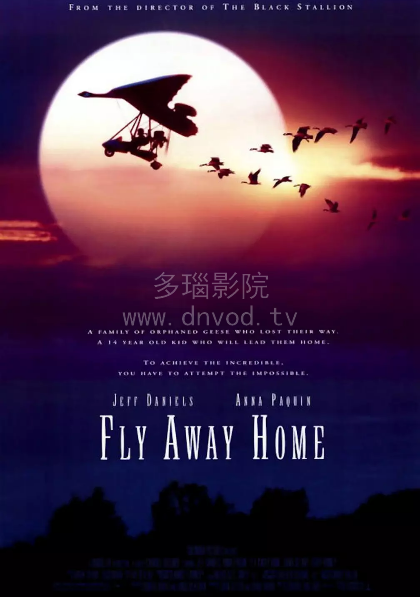 FROM THE DIRECTOR OF THE BLACK STALLION
多瑙影院
www.dnvod.tv
A FAMILY OF ORPHANED GEESE WHO LOST THEIR WAY.
A 14 YEAR OLD KID WHO WILL LEAD THEM HOME.
TO ACHIEVE THE INCREDIBLE,
YOU HAVE TO ATTEMPT THE IMPOSSIBLE.
JEFF DANIELS ANNA PAQUIN
FLY AWAY HOME